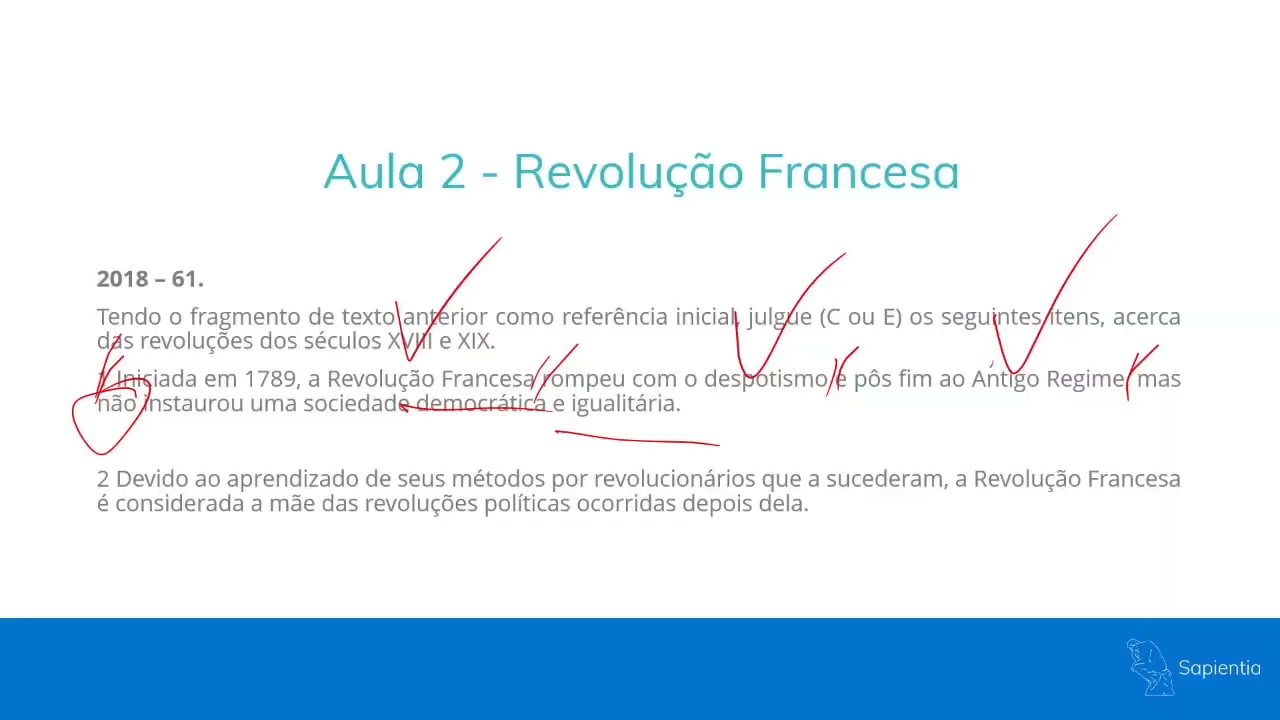 Aula 2 - Revolução Francesa
2018 – 61.
Tendo o fragmento de texto anterior como referência inicial, julgue (C ou E) os seguintes itens, acerca
das revoluções dos séculos XVIII e XIX.
1 Iniciada em 1789, a Revolução Francesa rompeu com o despotismo e pôs fim ao Antigo Regime, mas
não instaurou uma sociedade democrática e igualitária.
2 Devido ao aprendizado de seus métodos por revolucionários que a sucederam, a Revolução Francesa
é considerada a mãe das revoluções políticas ocorridas depois dela.
Sapientia